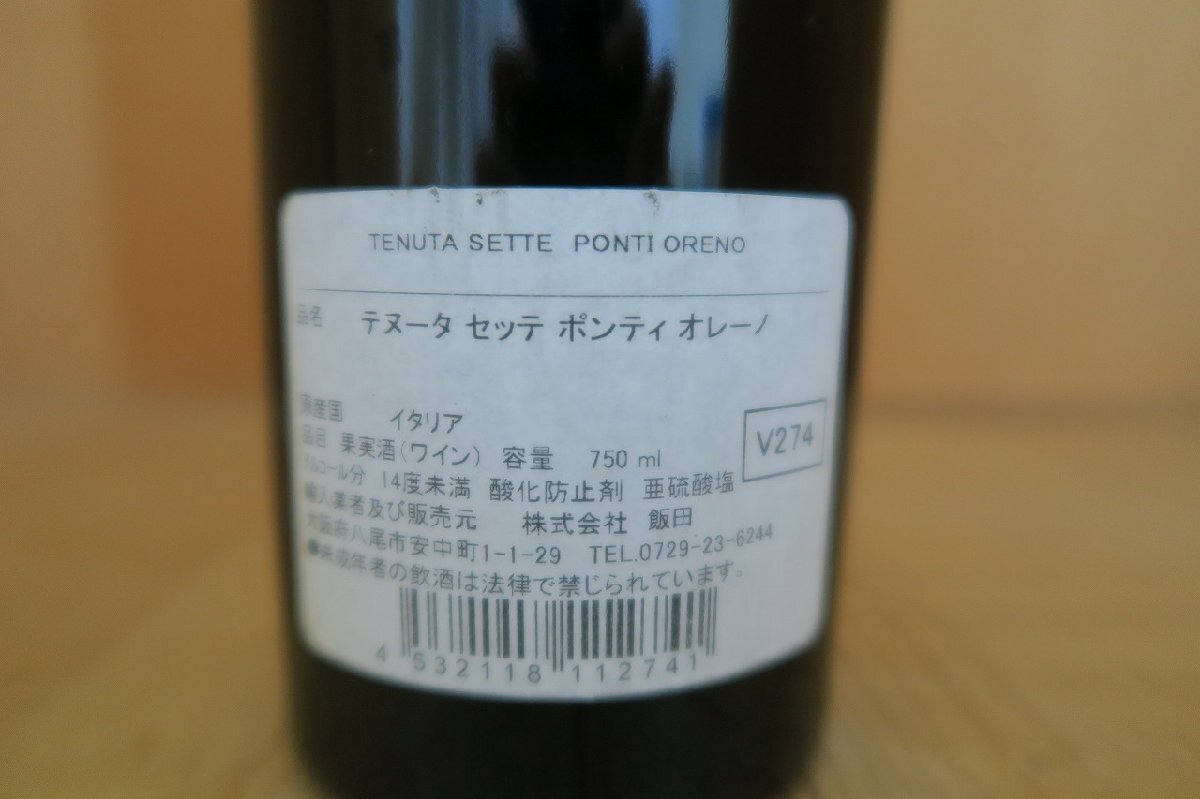 TENUTA SETTE PONTI ORENO
品名 テヌータ セッテ ポンティ オレーノ
原産国 イタリア
品目 果実酒(ワイン) 容量 750 ml
V274
アルコール分 14度未満 酸化防止剤 亜硫酸塩
輸入業者及び販売元 株式会社 飯田
大阪府八尾市安中町1-1-29 TEL.0729-23-6244
●未成年者の飲酒は法律で禁じられています。
4 532118 112741